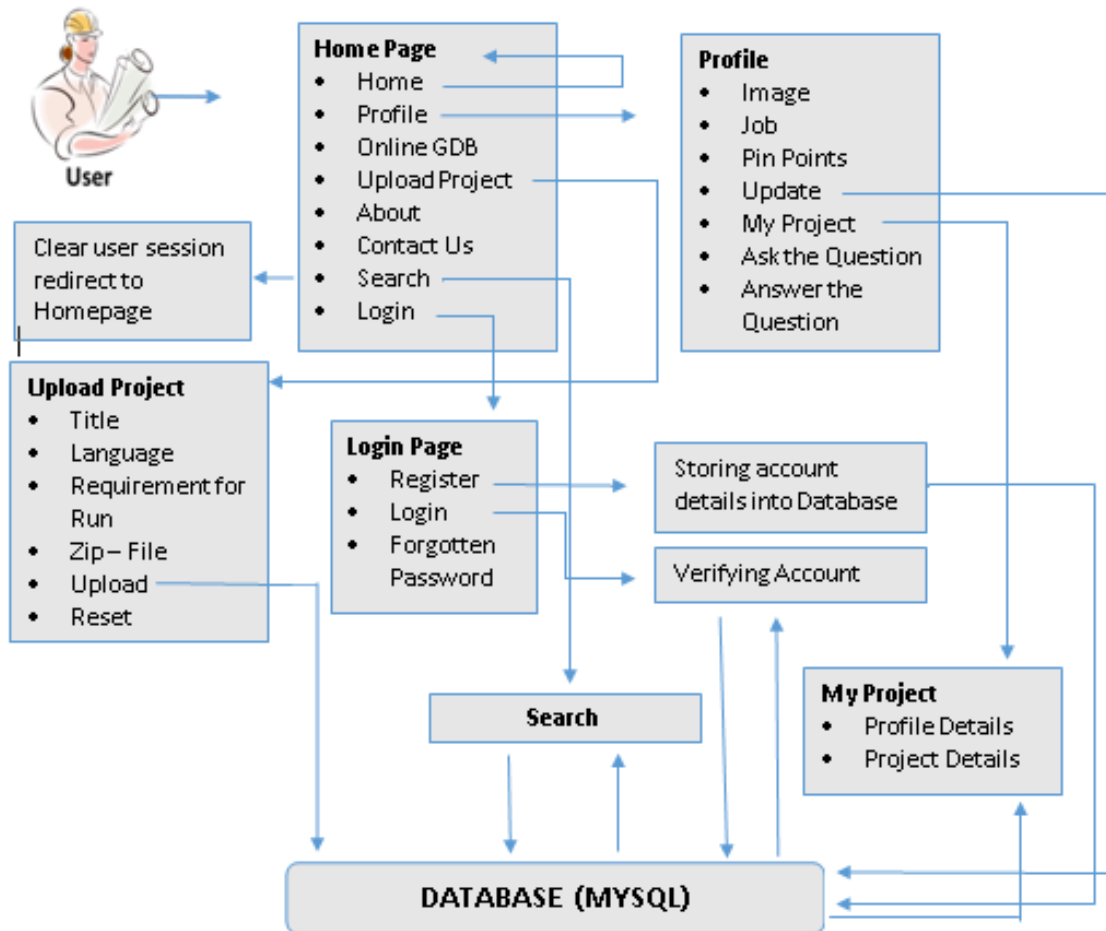 User
Home Page
Home
Profile
Online GDB
Upload Project
About
Contact Us
Search
Login
Profile
Image
Job
Pin Points
Update
My Project
Ask the Question
Answer the
Question
Clear user session
redirect to
Homepage
Upload Project
Title
Language
Requirement for
Run
Zip – File
Upload
Reset
Login Page
Register
Login
Forgotten
Password
Storing account
details into Database
Verifying Account
Search
My Project
Profile Details
Project Details
DATABASE (MYSQL)